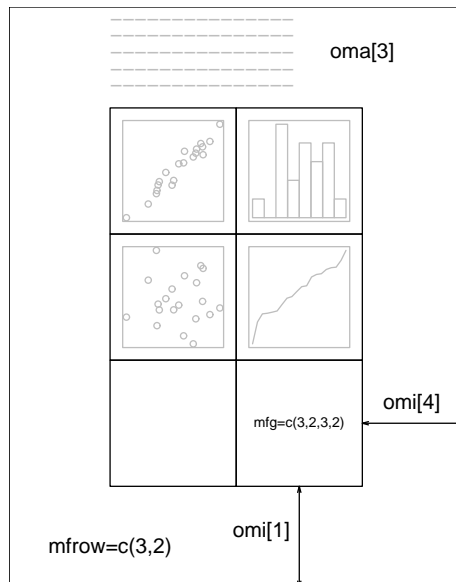 oma[3]
mfg=c(3,2,3,2)
omi[4]
omi[1]
mfrow=c(3,2)